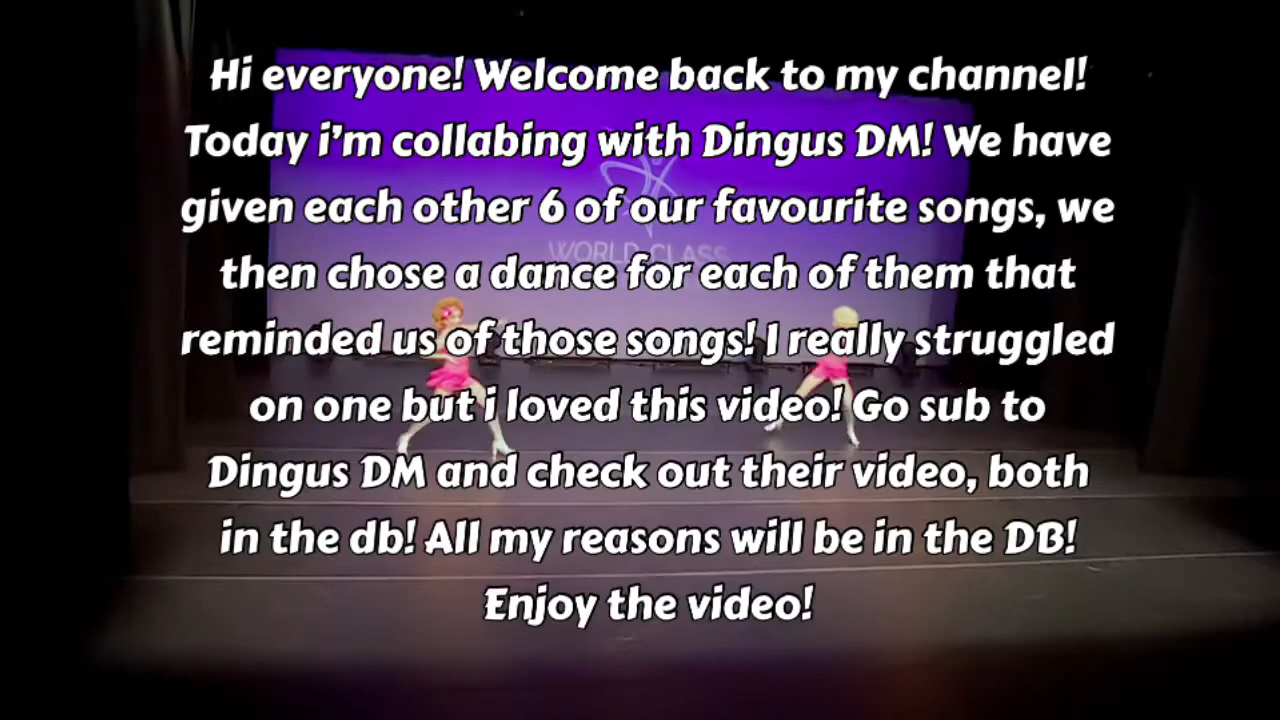 Hi everyone! Welcome back to my channel!
Today i'm collabing with Dingus DM! We have
given each other 6 of our favourite songs, we
then chose a dance for each of them that
reminded us of those songs! I really struggled
on one but i loved this video! Go sub to
Dingus DM and check out their video, both
in the db! All my reasons will be in the DB!
Enjoy the video!
WORLD CLASS